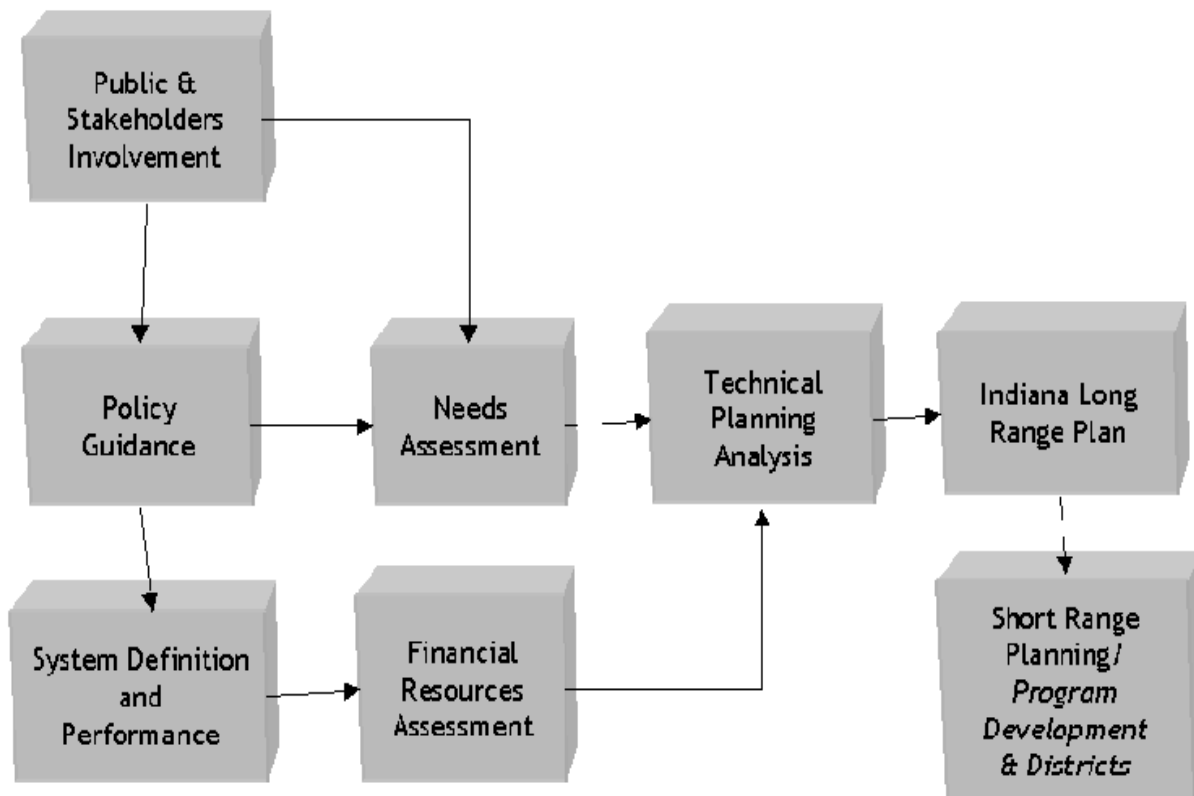 Public &
Stakeholders
Involvement
Policy
Guidance
Needs
Assessment
Technical
Planning
Analysis
Indiana Long
Range Plan
System Definition
and
Performance
Financial
Resources
Assessment
Short Range
Planning/
Program
Development
& Districts